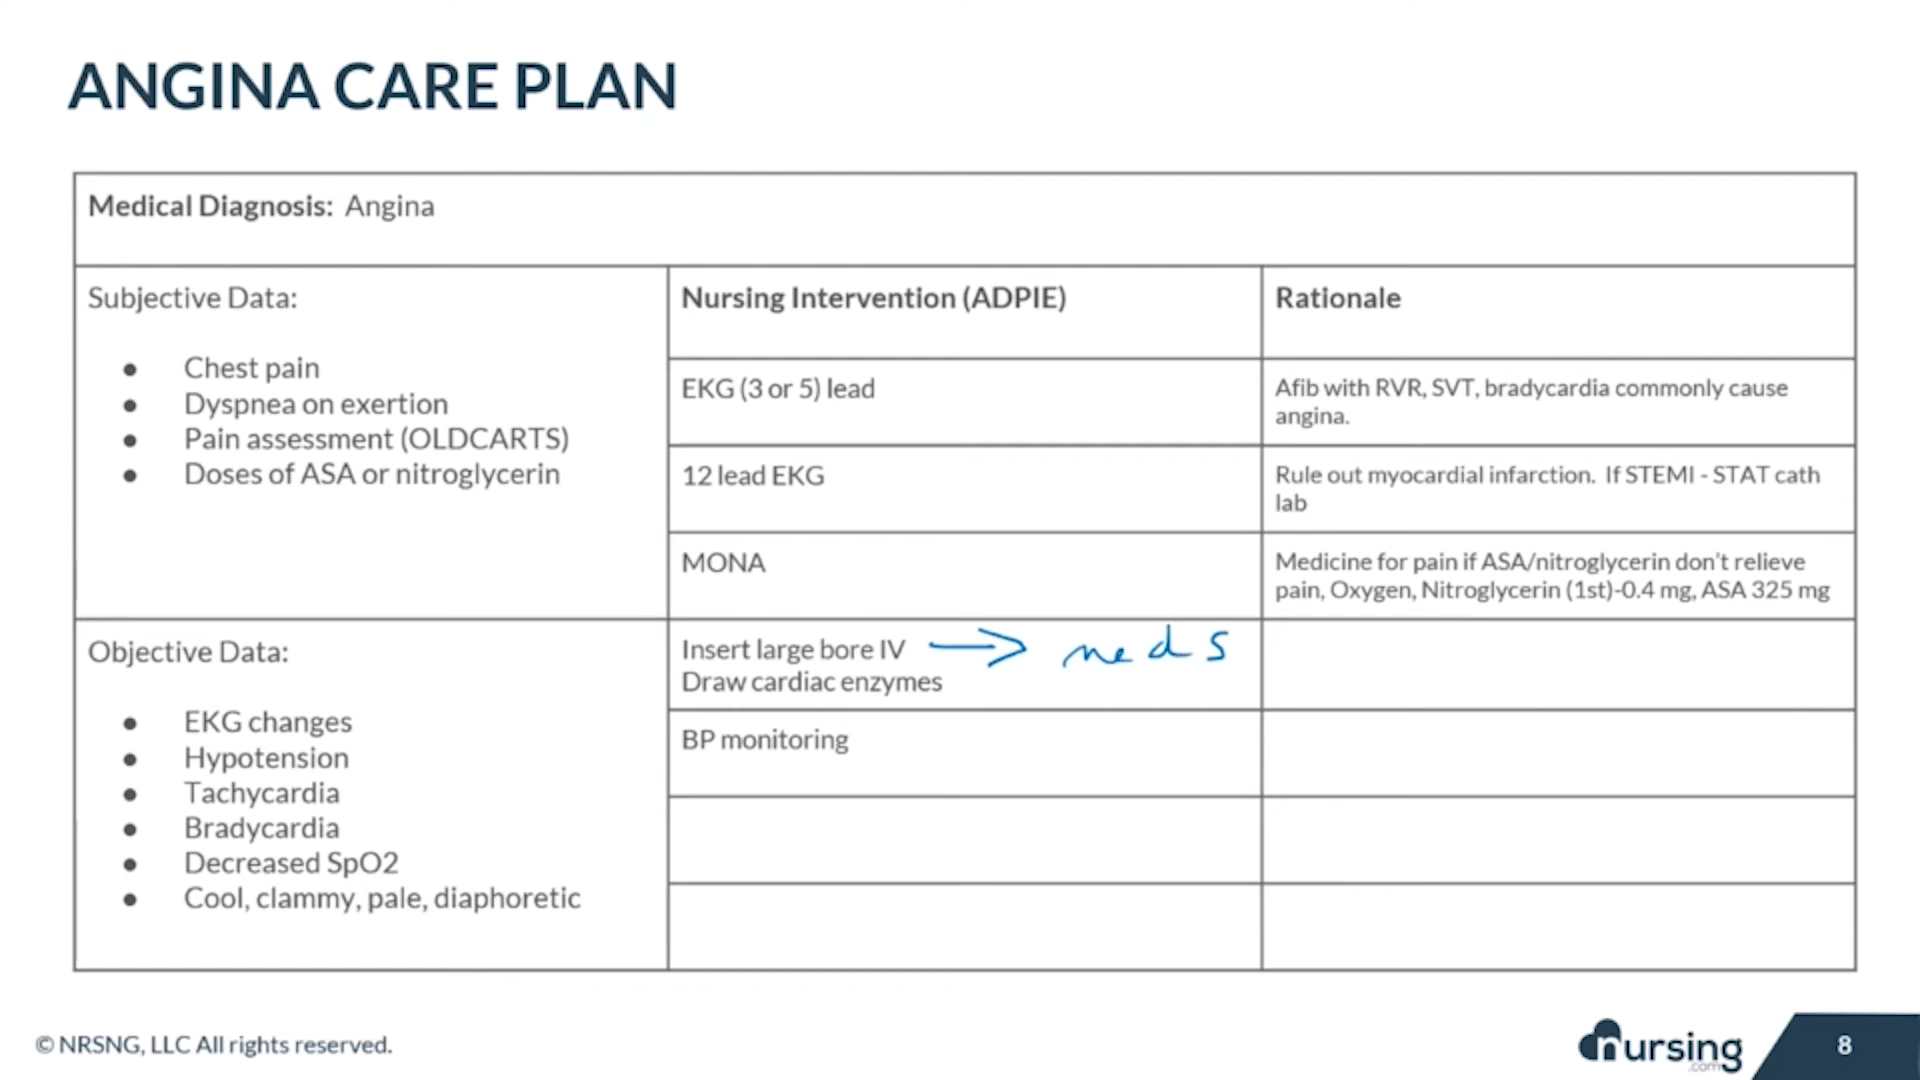 ANGINA CARE PLAN
Medical Diagnosis: Angina
Subjective Data:
● Chest pain
● Dyspnea on exertion
● Pain assessment (OLDCARTS)
● Doses of ASA or nitroglycerin
Nursing Intervention (ADPIE)
Rationale
EKG (3 or 5) lead
Afib with RVR, SVT, bradycardia commonly cause
angina.
12 lead EKG
Rule out myocardial infarction. If STEMI - STAT cath
lab
MONA
Medicine for pain if ASA/nitroglycerin don't relieve
pain, Oxygen, Nitroglycerin (1st)-0.4 mg, ASA 325 mg
Objective Data:
● EKG changes
● Hypotension
● Tachycardia
● Bradycardia
● Decreased SpO2
● Cool, clammy, pale, diaphoretic
Insert large bore IV → meds
Draw cardiac enzymes
BP monitoring
© NRSNG, LLC All rights reserved.
nursing
.com
8